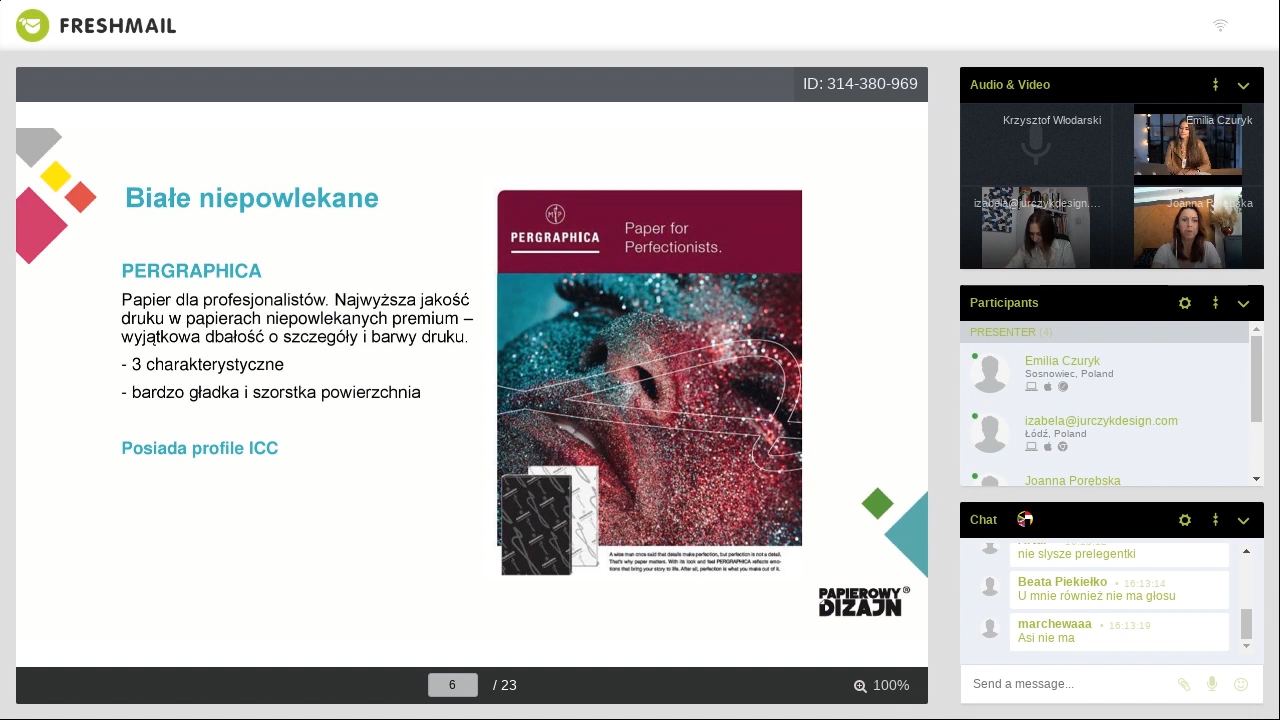 FRESHMAIL
ID: 314-380-969
Białe niepowlekane
PERGRAPHICA
Papier dla profesjonalistów. Najwyższa jakość
druku w papierach niepowlekanych premium –
wyjątkowa dbałość o szczegóły i barwy druku.
- 3 charakterystyczne
- bardzo gładka i szorstka powierzchnia
Posiada profile ICC
PERGRAPHICA
Paper for
Perfectionists.
A wise man once said that details make perfection, but perfection is not a detail.
That's why paper matters. With its look and feel PERGRAPHICA reflects emo-
tions that bring your story to life. After all, perfection is what you make out of it.
PAPIEROWY®
DIZAJN
6 / 23
100%
Audio & Video
Krzysztof Włodarski
Emilia Czuryk
izabela@jurczykdesign....
Joanna Porębska
Participants
PRESENTER (4)
Emilia Czuryk
Sosnowiec, Poland
izabela@jurczykdesign.com
Łódź, Poland
Joanna Porębska
Chat
nie slysze prelegentki
Beata Piekiełko • 16:13:14
U mnie również nie ma głosu
marchewaaa • 16:13:19
Asi nie ma
Send a message...